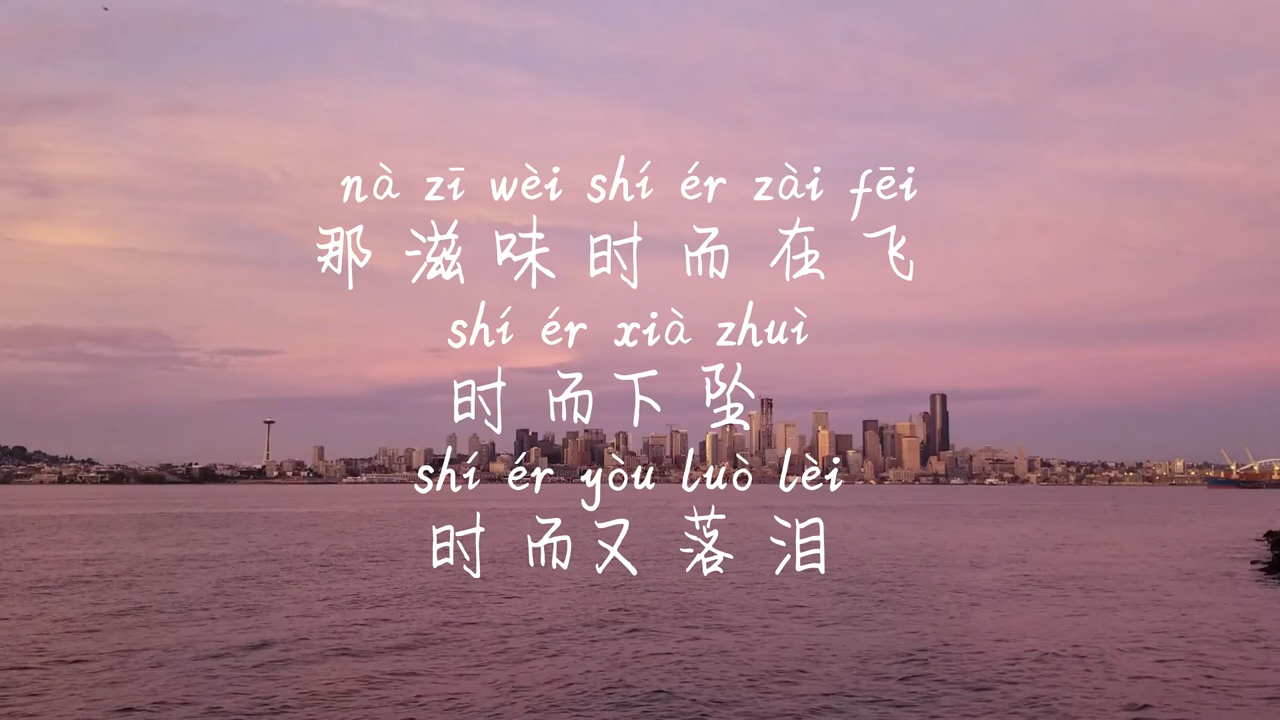 nà zī wèi shí ér zài fēi
那 滋 味 时 而 在 飞
shí ér xià zhuì
时 而 下 坠
shí ér yòu luò lèi
时 而 又 落 泪